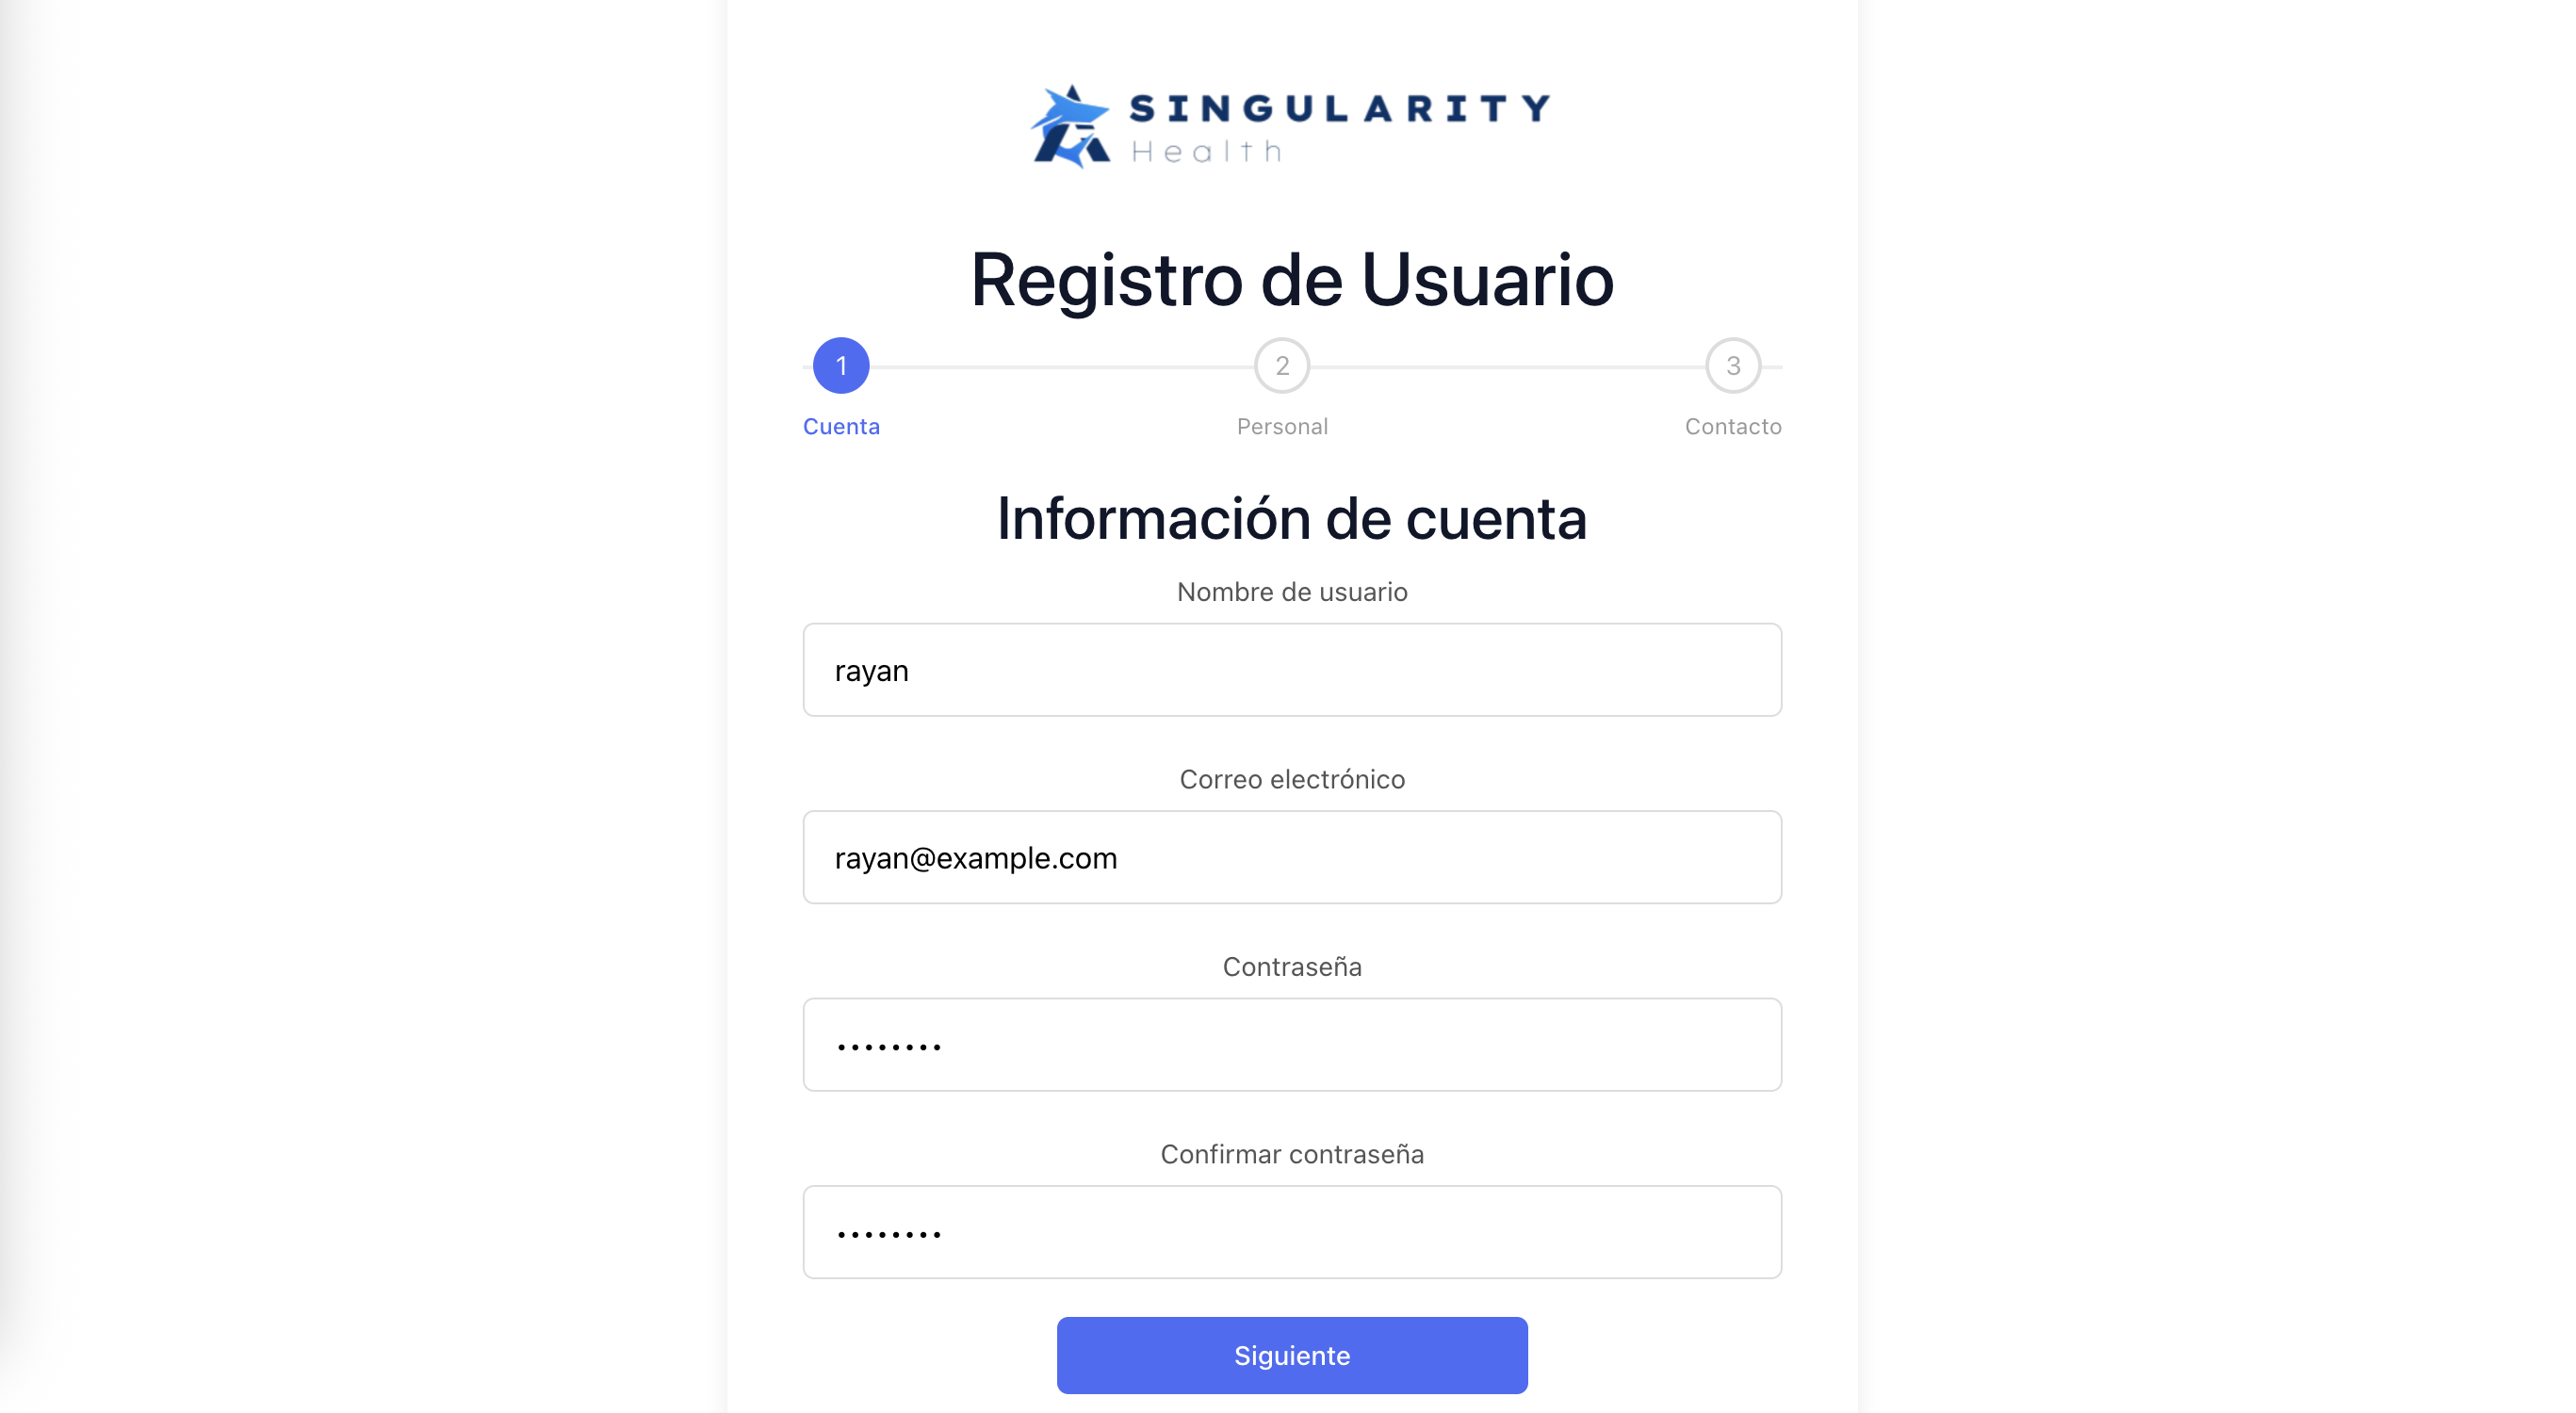 SINGULARITY
Health
Registro de Usuario
1
2
3
Cuenta
Personal
Contacto
Información de cuenta
Nombre de usuario
rayan
Correo electrónico
rayan@example.com
Contraseña
••••••••
Confirmar contraseña
••••••••
Siguiente